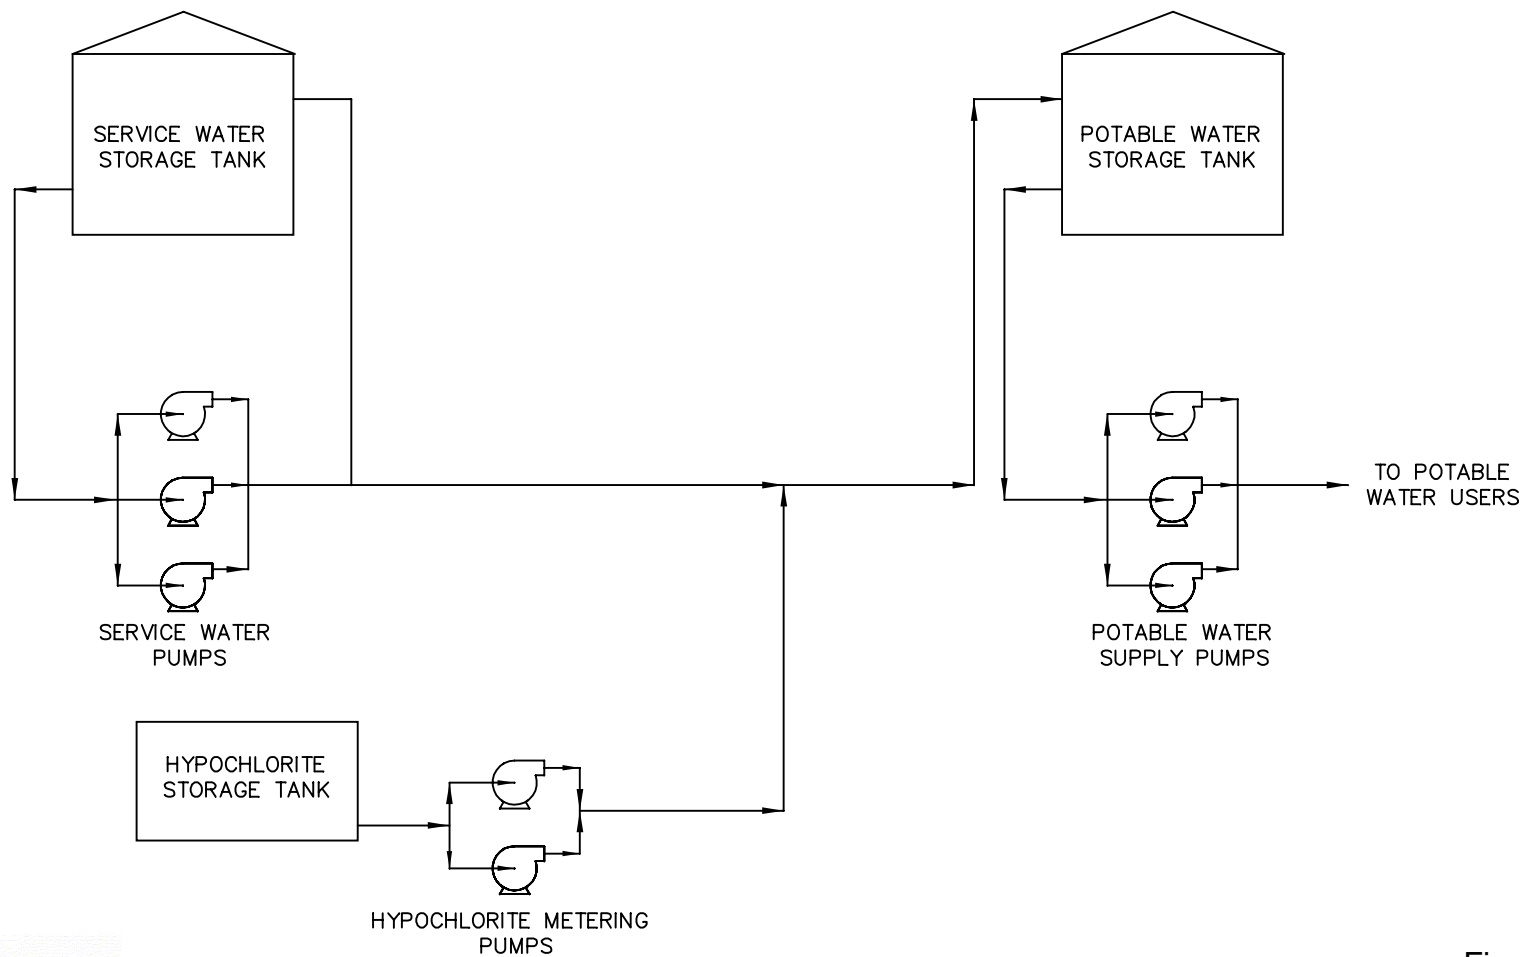 SERVICE WATER
STORAGE TANK
POTABLE WATER
STORAGE TANK
TO POTABLE
WATER USERS
SERVICE WATER
PUMPS
POTABLE WATER
SUPPLY PUMPS
HYPOCHLORITE
STORAGE TANK
HYPOCHLORITE METERING
PUMPS